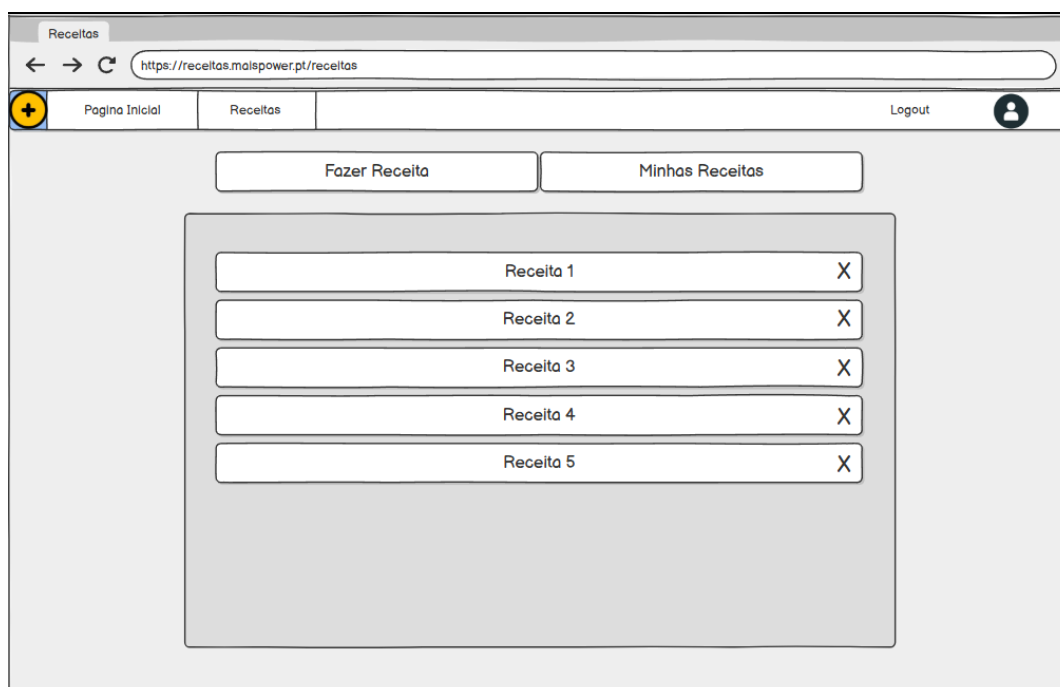 Receitas
https://receitas.maispower.pt/receitas
Pagina Inicial Receitas Logout
Fazer Receita Minhas Receitas
Receita 1 X
Receita 2 X
Receita 3 X
Receita 4 X
Receita 5 X